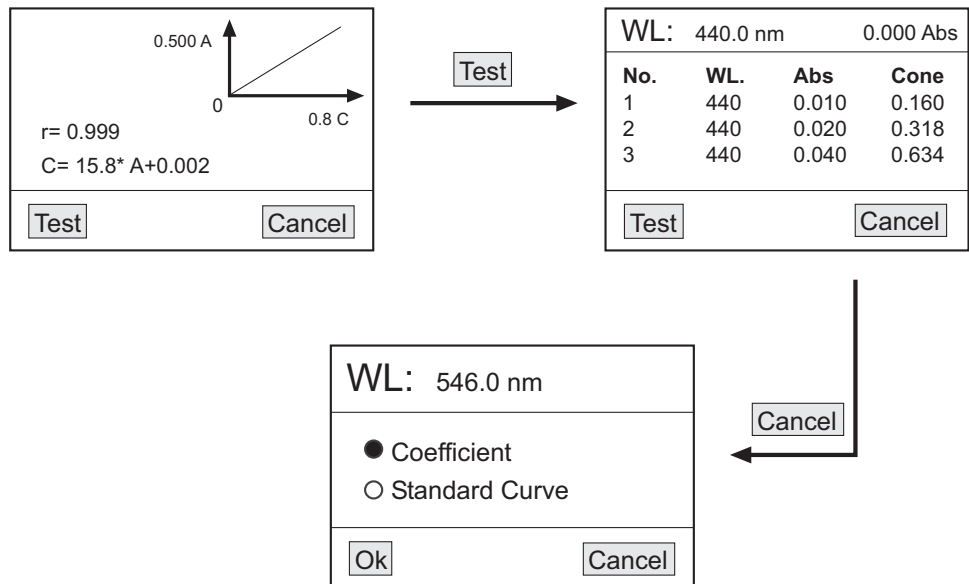 0.500 A
0
0.8 C
r= 0.999
C= 15.8* A+0.002
Test Cancel
Test
WL: 440.0 nm 0.000 Abs
No. WL. Abs Cone
1 440 0.010 0.160
2 440 0.020 0.318
3 440 0.040 0.634
Test Cancel
Cancel
WL: 546.0 nm
Coefficient
Standard Curve
Ok Cancel